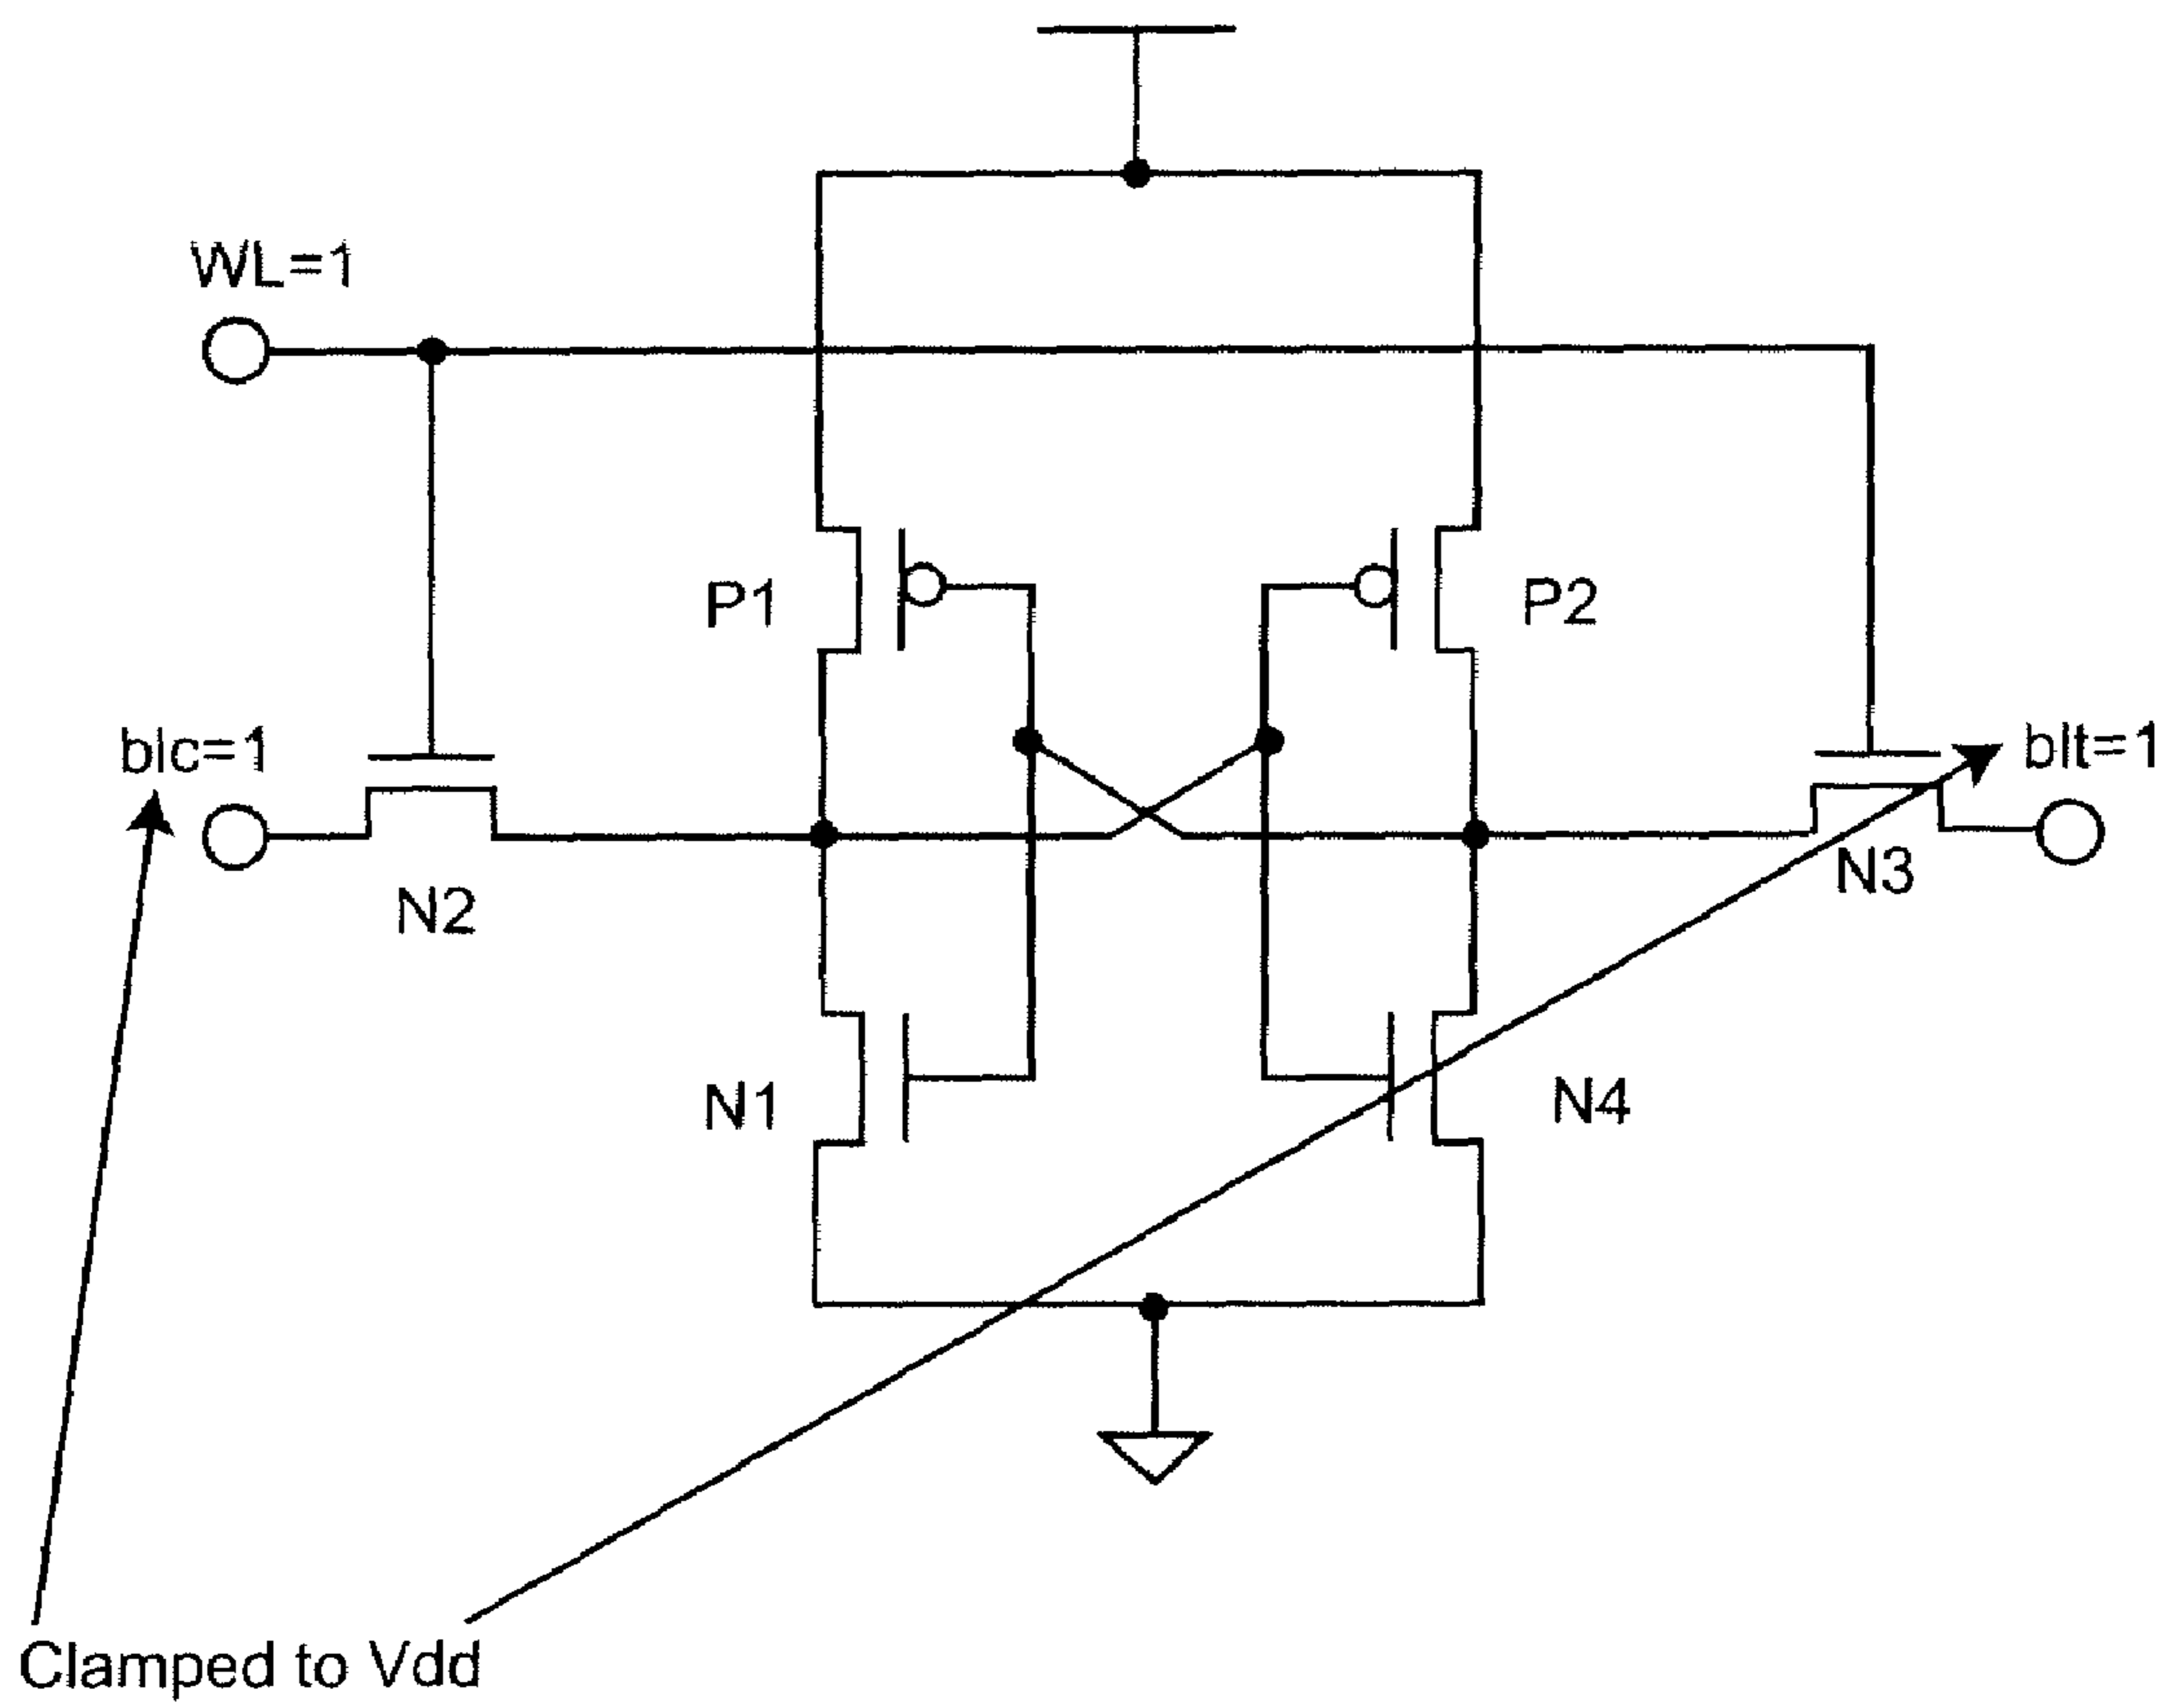 WL=1
P1
P2
blc=1
blt=1
N2
N3
N1
N4
Clamped to Vdd